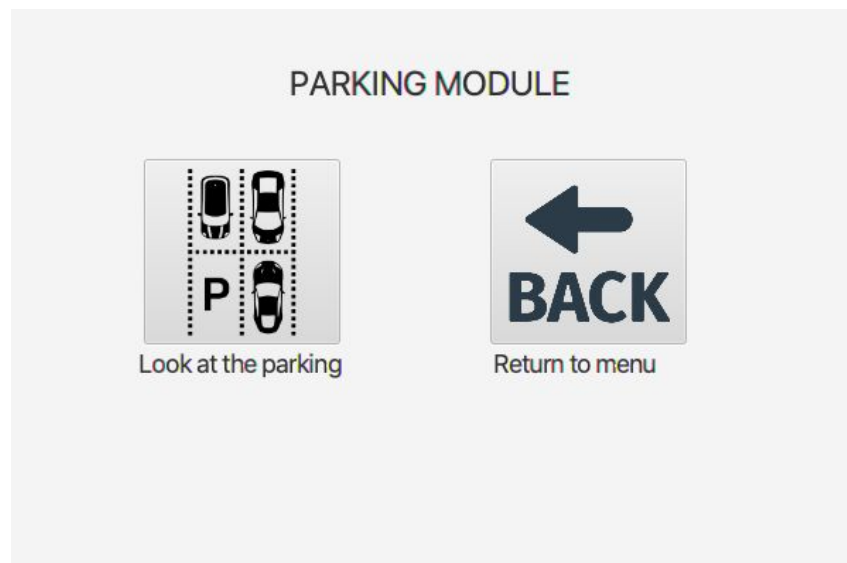 PARKING MODULE
P
BACK
Look at the parking
Return to menu